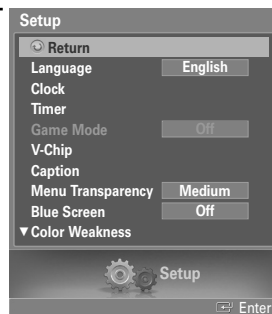 Setup
Return
Language English
Clock
Timer
Game Mode Off
V-Chip
Caption
Menu Transparency Medium
Blue Screen Off
▼Color Weakness
Setup
Enter